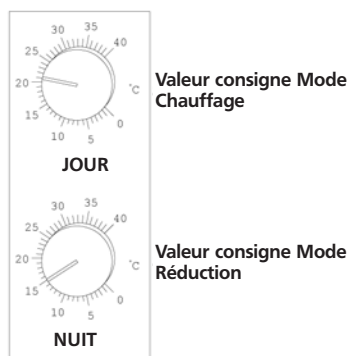 30 35
25 40
20 °C
15 0
10 5
Valeur consigne Mode
Chauffage
JOUR
30 35
25 40
20 °C
15 0
10 5
Valeur consigne Mode
Réduction
NUIT